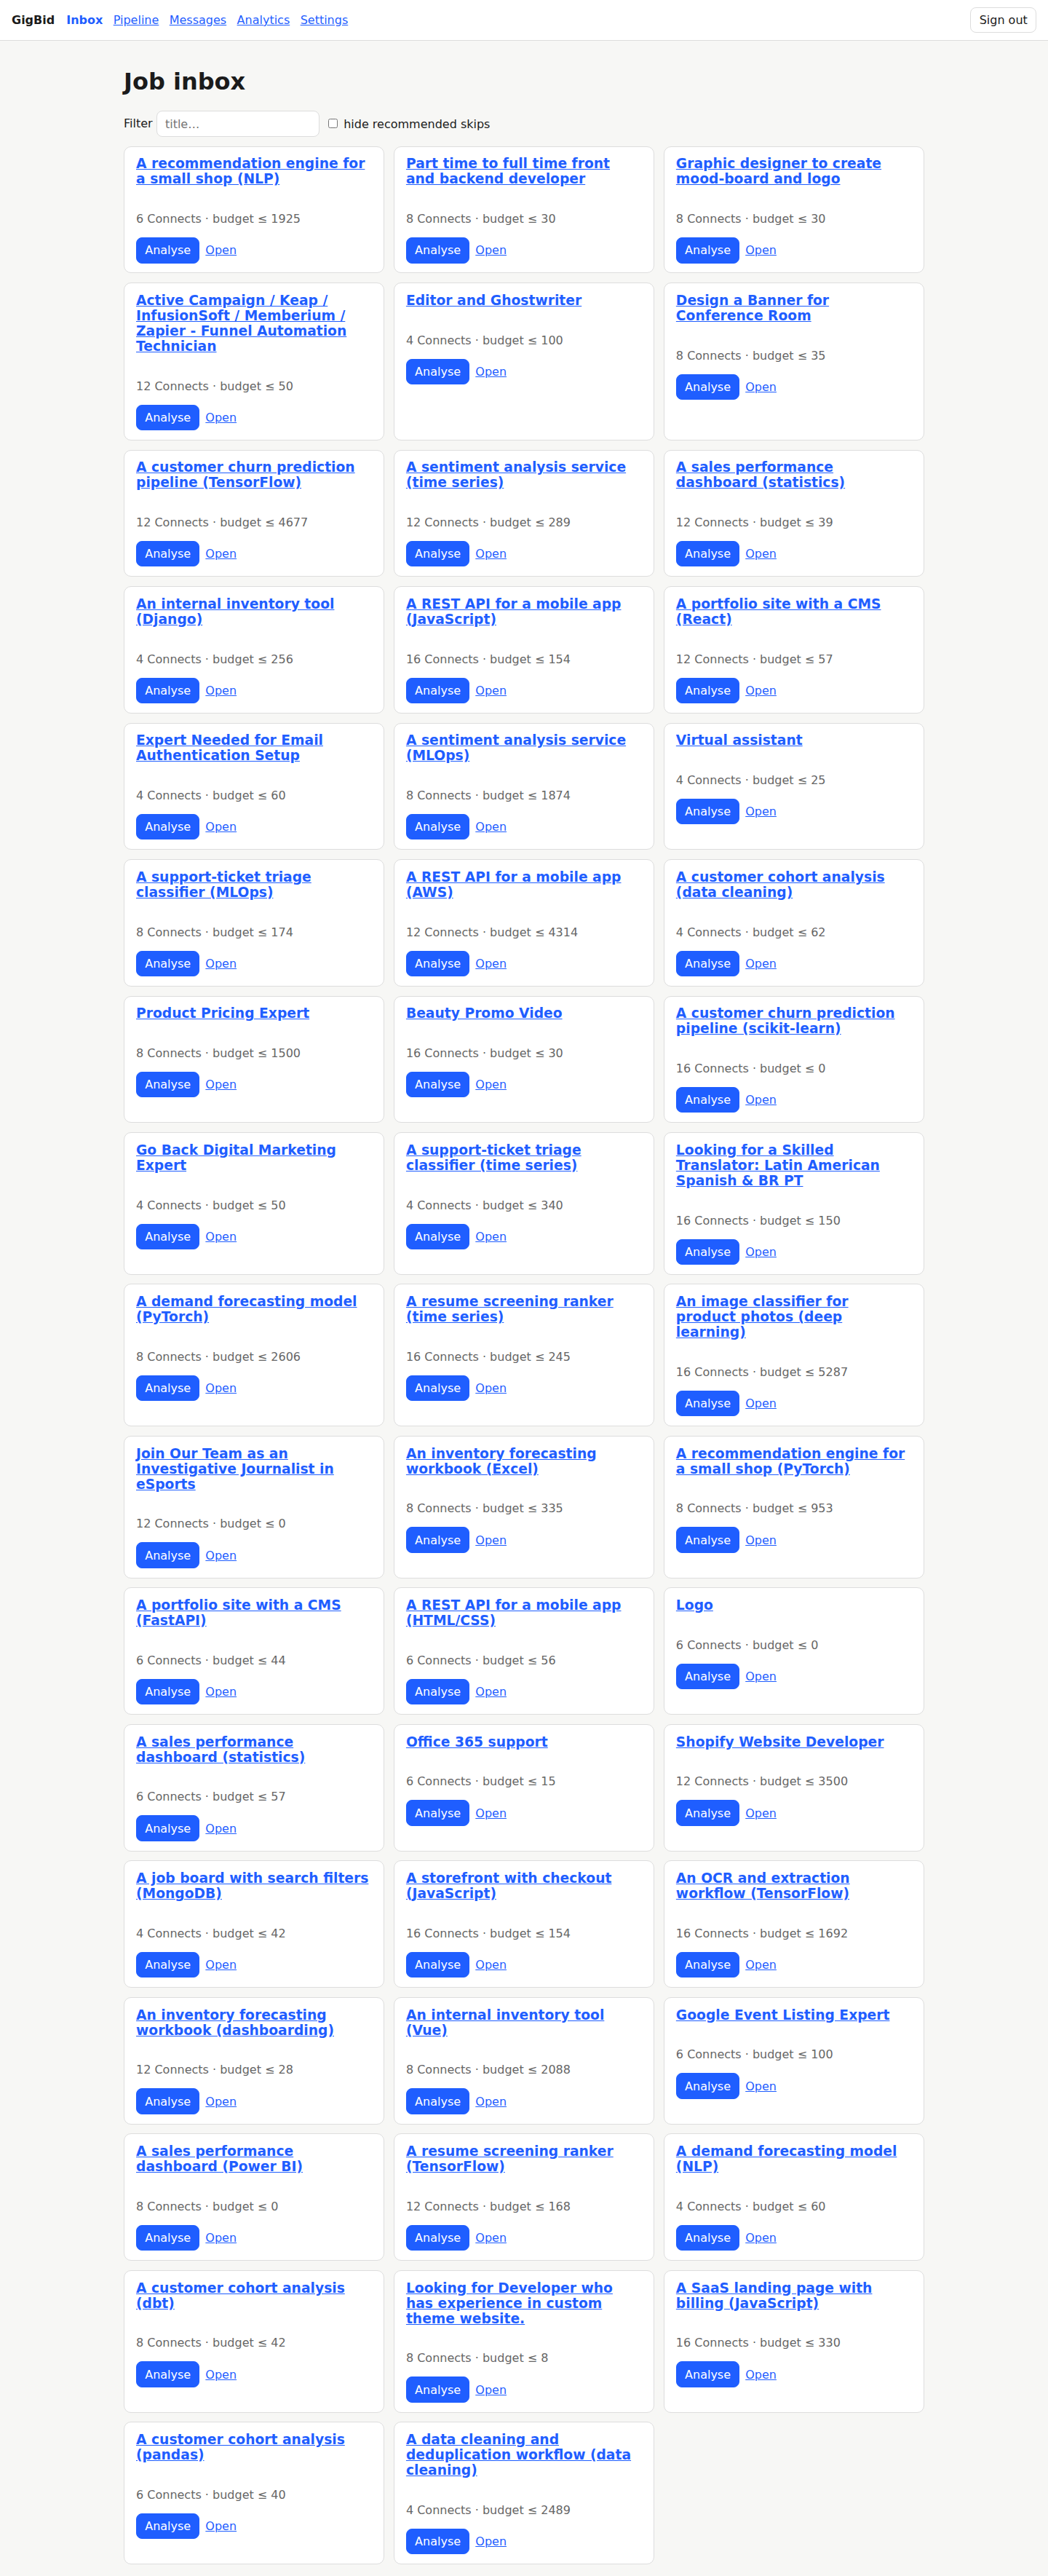 GigBid Inbox Pipeline Messages Analytics Settings Sign out
Job inbox
Filter title... hide recommended skips
A recommendation engine for
a small shop (NLP)
6 Connects · budget ≤ 1925
Analyse Open
Part time to full time front
and backend developer
8 Connects · budget ≤ 30
Analyse Open
Graphic designer to create
mood-board and logo
8 Connects · budget ≤ 30
Analyse Open
Active Campaign / Keap /
InfusionSoft / Memberium /
Zapier - Funnel Automation
Technician
12 Connects · budget ≤ 50
Analyse Open
Editor and Ghostwriter
4 Connects · budget ≤ 100
Analyse Open
Design a Banner for
Conference Room
8 Connects · budget ≤ 35
Analyse Open
A customer churn prediction
pipeline (TensorFlow)
12 Connects · budget ≤ 4677
Analyse Open
A sentiment analysis service
(time series)
12 Connects · budget ≤ 289
Analyse Open
A sales performance
dashboard (statistics)
12 Connects · budget ≤ 39
Analyse Open
An internal inventory tool
(Django)
4 Connects · budget ≤ 256
Analyse Open
A REST API for a mobile app
(JavaScript)
16 Connects · budget ≤ 154
Analyse Open
A portfolio site with a CMS
(React)
12 Connects · budget ≤ 57
Analyse Open
Expert Needed for Email
Authentication Setup
4 Connects · budget ≤ 60
Analyse Open
A sentiment analysis service
(MLOps)
8 Connects · budget ≤ 1874
Analyse Open
Virtual assistant
4 Connects · budget ≤ 25
Analyse Open
A support-ticket triage
classifier (MLOps)
8 Connects · budget ≤ 174
Analyse Open
A REST API for a mobile app
(AWS)
12 Connects · budget ≤ 4314
Analyse Open
A customer cohort analysis
(data cleaning)
4 Connects · budget ≤ 62
Analyse Open
Product Pricing Expert
8 Connects · budget ≤ 1500
Analyse Open
Beauty Promo Video
16 Connects · budget ≤ 30
Analyse Open
A customer churn prediction
pipeline (scikit-learn)
16 Connects · budget ≤ 0
Analyse Open
Go Back Digital Marketing
Expert
4 Connects · budget ≤ 50
Analyse Open
A support-ticket triage
classifier (time series)
4 Connects · budget ≤ 340
Analyse Open
Looking for a Skilled
Translator: Latin American
Spanish & BR PT
16 Connects · budget ≤ 150
Analyse Open
A demand forecasting model
(PyTorch)
8 Connects · budget ≤ 2606
Analyse Open
A resume screening ranker
(time series)
16 Connects · budget ≤ 245
Analyse Open
An image classifier for
product photos (deep
learning)
16 Connects · budget ≤ 5287
Analyse Open
Join Our Team as an
Investigative Journalist in
eSports
12 Connects · budget ≤ 0
Analyse Open
An inventory forecasting
workbook (Excel)
8 Connects · budget ≤ 335
Analyse Open
A recommendation engine for
a small shop (PyTorch)
8 Connects · budget ≤ 953
Analyse Open
A portfolio site with a CMS
(FastAPI)
6 Connects · budget ≤ 44
Analyse Open
A REST API for a mobile app
(HTML/CSS)
6 Connects · budget ≤ 56
Analyse Open
Logo
6 Connects · budget ≤ 0
Analyse Open
A sales performance
dashboard (statistics)
6 Connects · budget ≤ 57
Analyse Open
Office 365 support
6 Connects · budget ≤ 15
Analyse Open
Shopify Website Developer
12 Connects · budget ≤ 3500
Analyse Open
A job board with search filters
(MongoDB)
4 Connects · budget ≤ 42
Analyse Open
A storefront with checkout
(JavaScript)
16 Connects · budget ≤ 154
Analyse Open
An OCR and extraction
workflow (TensorFlow)
16 Connects · budget ≤ 1692
Analyse Open
An inventory forecasting
workbook (dashboarding)
12 Connects · budget ≤ 28
Analyse Open
An internal inventory tool
(Vue)
8 Connects · budget ≤ 2088
Analyse Open
Google Event Listing Expert
6 Connects · budget ≤ 100
Analyse Open
A sales performance
dashboard (Power BI)
8 Connects · budget ≤ 0
Analyse Open
A resume screening ranker
(TensorFlow)
12 Connects · budget ≤ 168
Analyse Open
A demand forecasting model
(NLP)
4 Connects · budget ≤ 60
Analyse Open
A customer cohort analysis
(dbt)
8 Connects · budget ≤ 42
Analyse Open
Looking for Developer who
has experience in custom
theme website.
8 Connects · budget ≤ 8
Analyse Open
A SaaS landing page with
billing (JavaScript)
16 Connects · budget ≤ 330
Analyse Open
A customer cohort analysis
(pandas)
6 Connects · budget ≤ 40
Analyse Open
A data cleaning and
deduplication workflow (data
cleaning)
4 Connects · budget ≤ 2489
Analyse Open